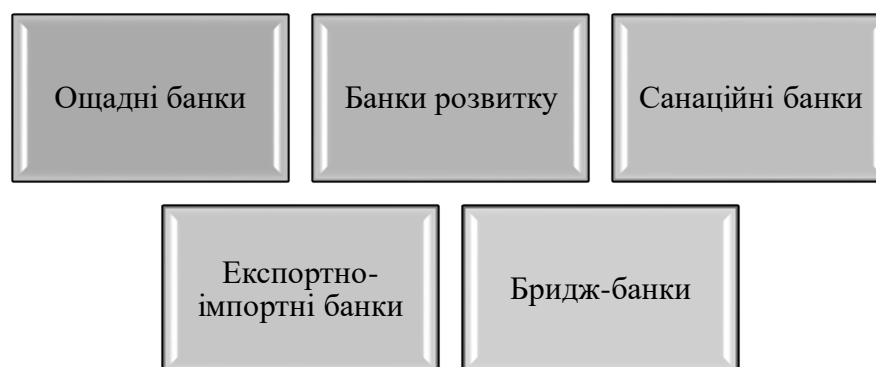 Ощадні банки
Банки розвитку
Санаційні банки
Експортно-
імпортні банки
Бридж-банки